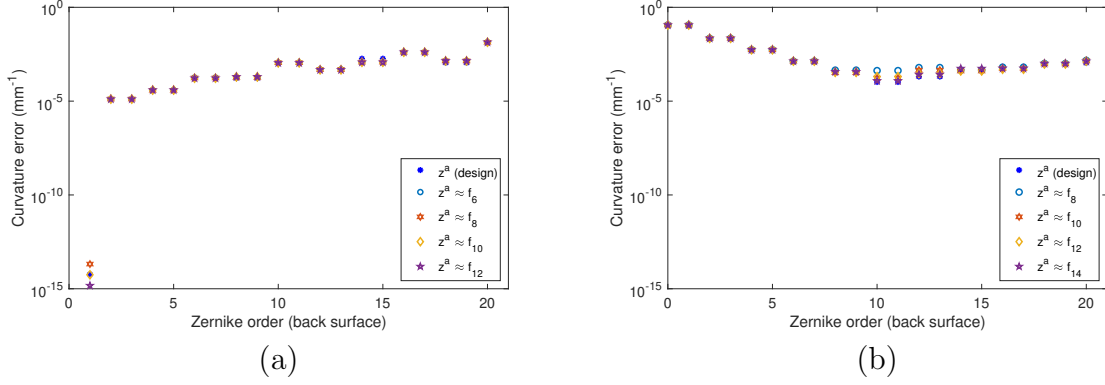 10^0
10^-5
10^-10
10^-15
Curvature error (mm^-1)
0 5 10 15 20
Zernike order (back surface)
z^a (design)
z^a ≈ f_6
z^a ≈ f_8
z^a ≈ f_10
z^a ≈ f_12
(a)
10^0
10^-5
10^-10
10^-15
Curvature error (mm^-1)
0 5 10 15 20
Zernike order (back surface)
z^a (design)
z^a ≈ f_8
z^a ≈ f_10
z^a ≈ f_12
z^a ≈ f_14
(b)